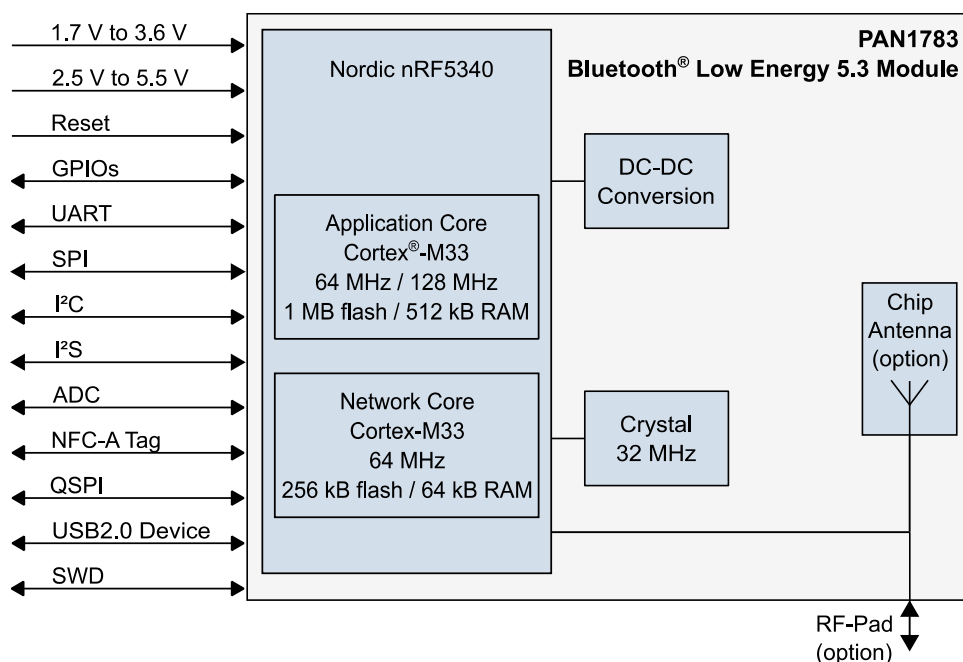 1.7 V to 3.6 V
2.5 V to 5.5 V
Reset
GPIOs
UART
SPI
I²C
I²S
ADC
NFC-A Tag
QSPI
USB2.0 Device
SWD
Nordic nRF5340
Application Core
Cortex®-M33
64 MHz / 128 MHz
1 MB flash / 512 kB RAM
Network Core
Cortex-M33
64 MHz
256 kB flash / 64 kB RAM
PAN1783
Bluetooth® Low Energy 5.3 Module
DC-DC
Conversion
Crystal
32 MHz
Chip
Antenna
(option)
RF-Pad
(option)